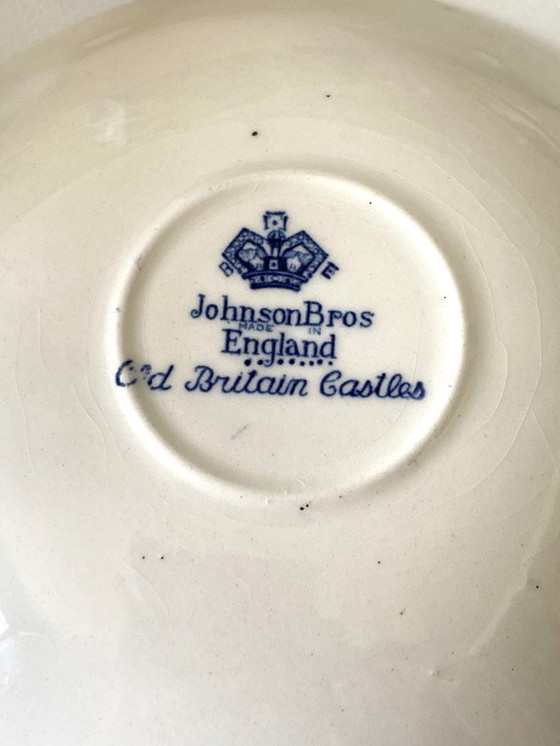 B E
Johnson Bros
MADE IN
England
Old Britain Castles